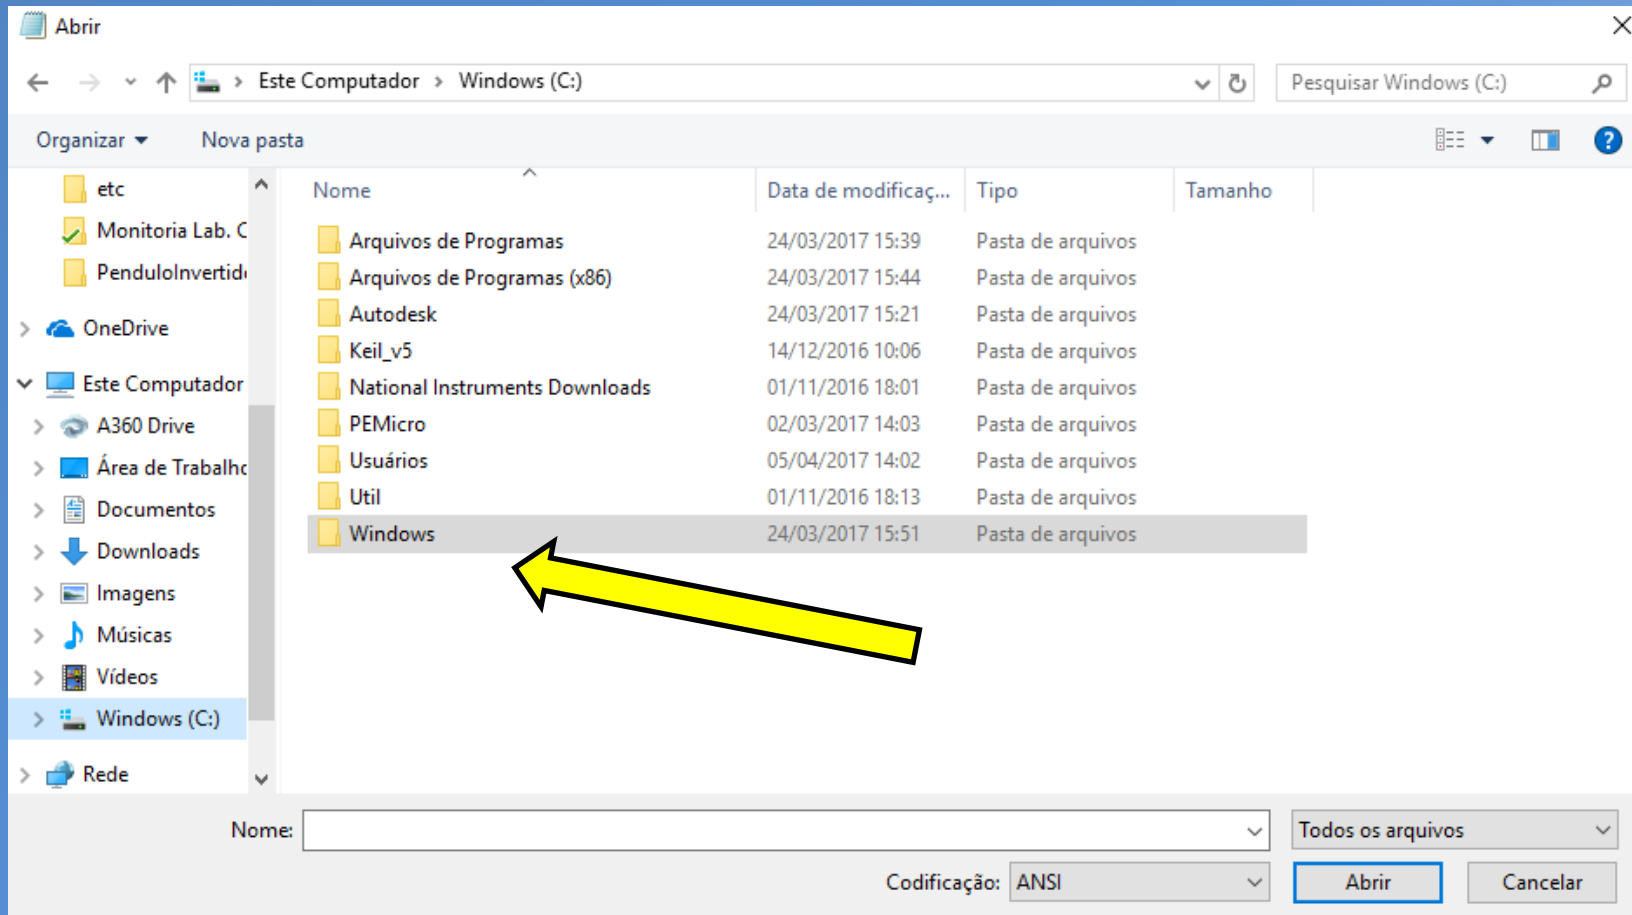 Abrir
Este Computador > Windows (C:)
Pesquisar Windows (C:)
Organizar
Nova pasta
etc
Monitoria Lab. C
PenduloInvertid
OneDrive
Este Computador
A360 Drive
Área de Trabalho
Documentos
Downloads
Imagens
Músicas
Vídeos
Windows (C:)
Rede
Nome Data de modificaç... Tipo Tamanho
Arquivos de Programas 24/03/2017 15:39 Pasta de arquivos
Arquivos de Programas (x86) 24/03/2017 15:44 Pasta de arquivos
Autodesk 24/03/2017 15:21 Pasta de arquivos
Keil_v5 14/12/2016 10:06 Pasta de arquivos
National Instruments Downloads 01/11/2016 18:01 Pasta de arquivos
PEMicro 02/03/2017 14:03 Pasta de arquivos
Usuários 05/04/2017 14:02 Pasta de arquivos
Util 01/11/2016 18:13 Pasta de arquivos
Windows 24/03/2017 15:51 Pasta de arquivos
Nome:
Todos os arquivos
Codificação: ANSI
Abrir
Cancelar